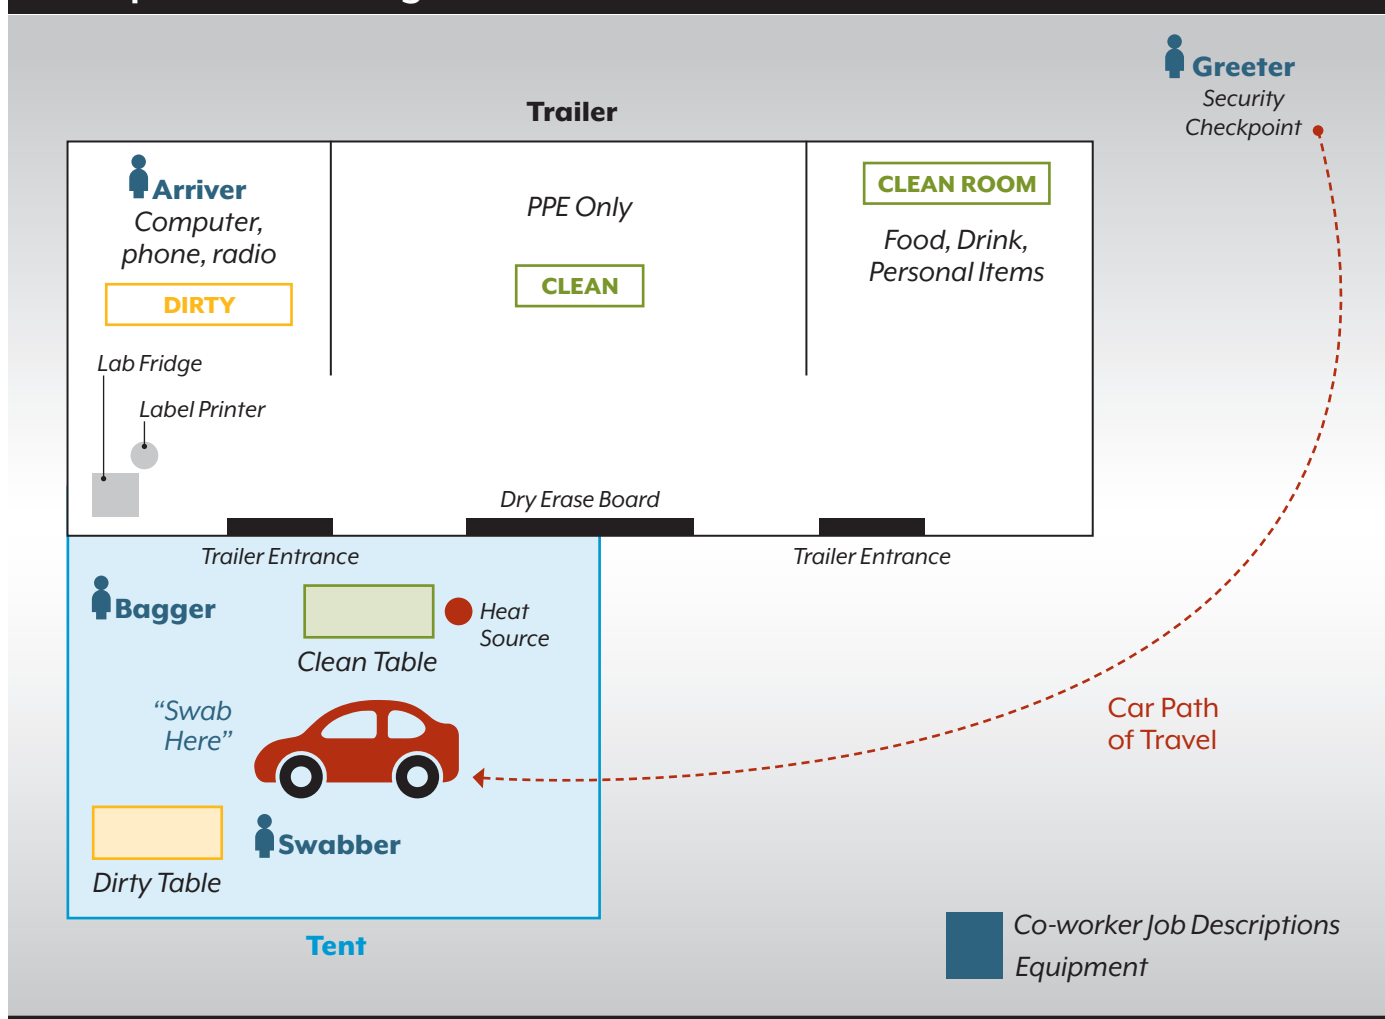 Greeter
Security
Checkpoint
Trailer
Arriver
Computer,
phone, radio
DIRTY
PPE Only
CLEAN
CLEAN ROOM
Food, Drink,
Personal Items
Lab Fridge
Label Printer
Dry Erase Board
Trailer Entrance
Trailer Entrance
Bagger
Heat
Source
Clean Table
“Swab
Here”
Car Path
of Travel
Swabber
Dirty Table
Tent
Co-worker Job Descriptions
Equipment